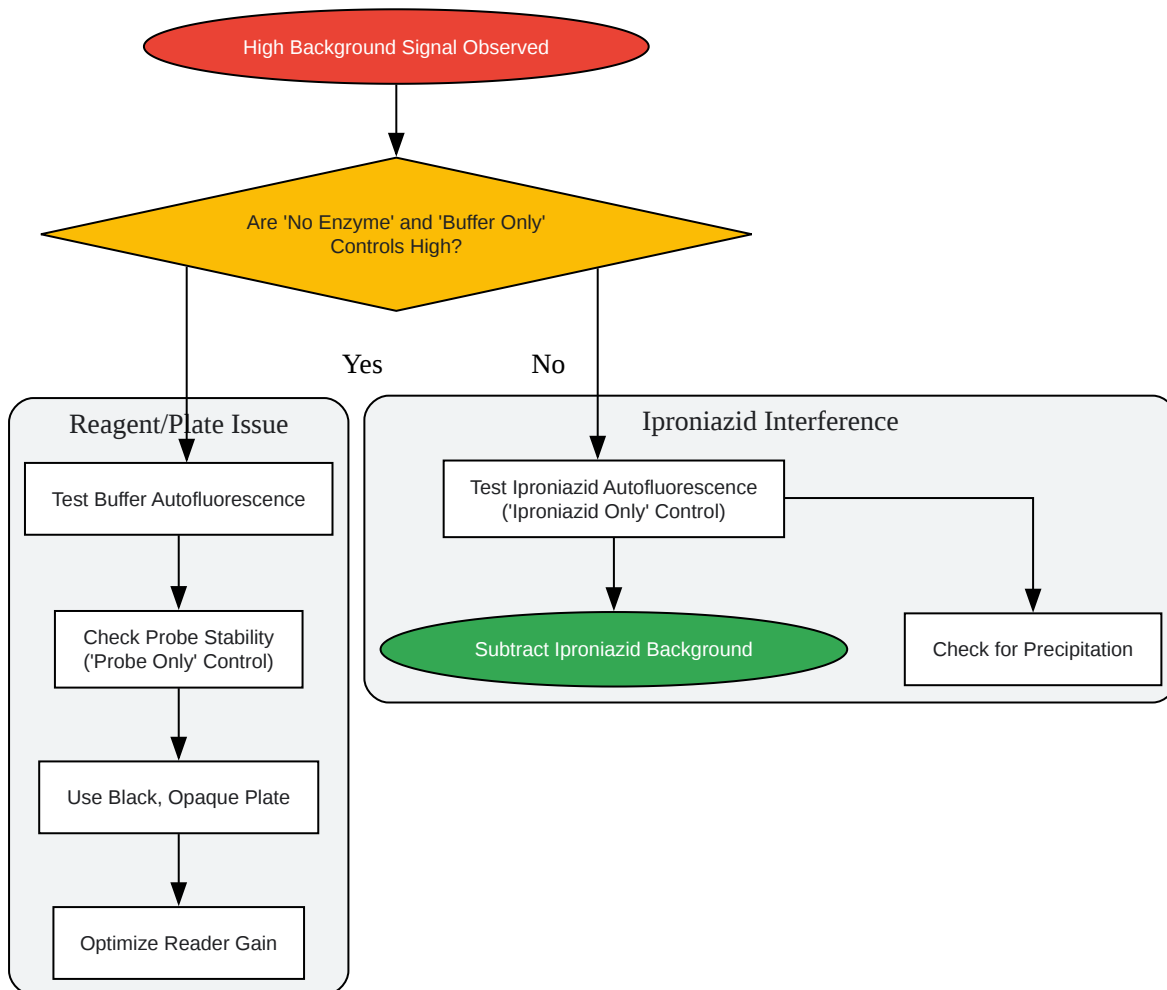 High Background Signal Observed
Are 'No Enzyme' and 'Buffer Only'
Controls High?
Yes
No
Reagent/Plate Issue
Test Buffer Autofluorescence
Check Probe Stability
('Probe Only' Control)
Use Black, Opaque Plate
Optimize Reader Gain
Iproniazid Interference
Test Iproniazid Autofluorescence
('Iproniazid Only' Control)
Subtract Iproniazid Background
Check for Precipitation